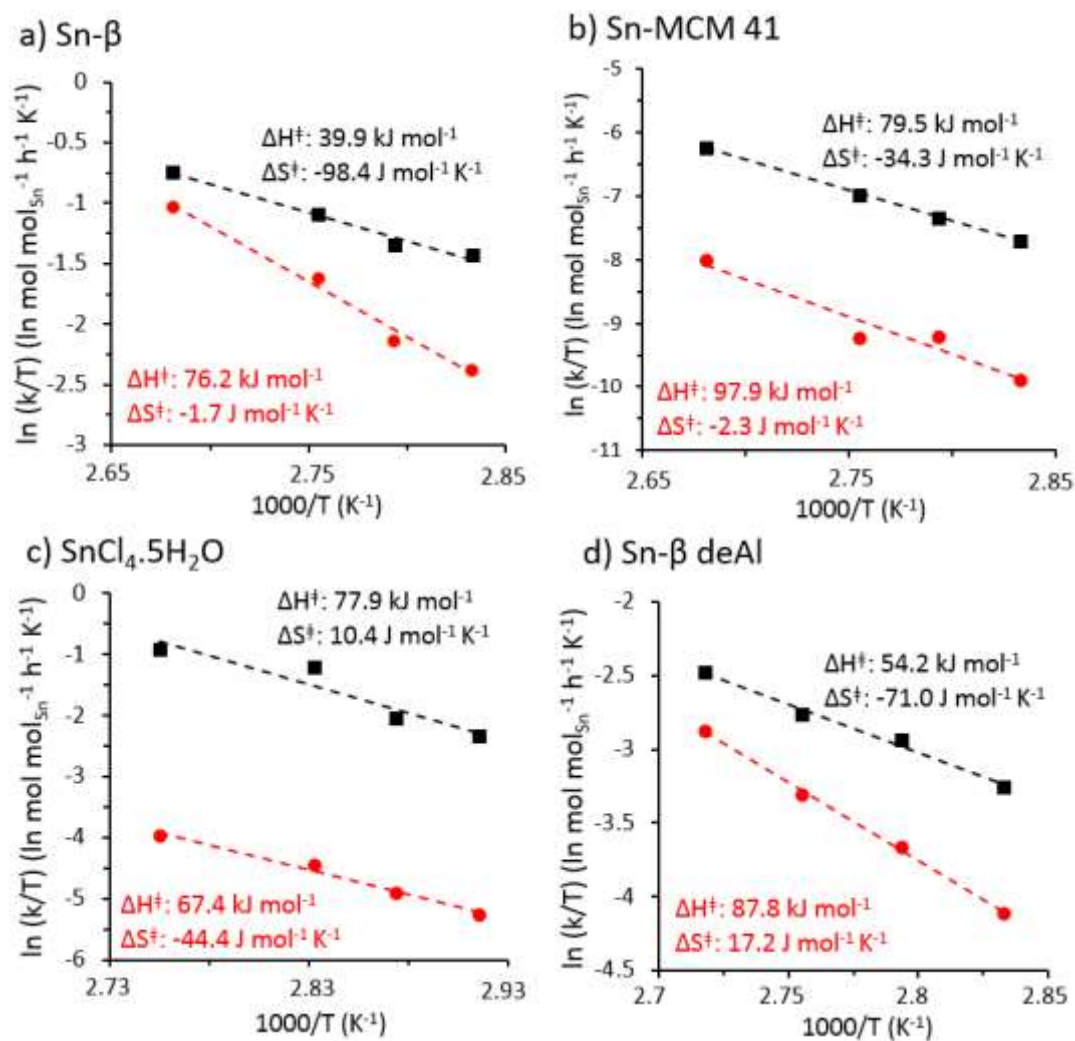 a) Sn-β
ln (k/T) (ln mol mol_Sn⁻¹ h⁻¹ K⁻¹)
0
-0.5
-1
-1.5
-2
-2.5
-3
ΔH‡: 39.9 kJ mol⁻¹
ΔS‡: -98.4 J mol⁻¹ K⁻¹
ΔH‡: 76.2 kJ mol⁻¹
ΔS‡: -1.7 J mol⁻¹ K⁻¹
2.65 2.75 2.85
1000/T (K⁻¹)
b) Sn-MCM 41
ln (k/T) (ln mol mol_Sn⁻¹ h⁻¹ K⁻¹)
-5
-6
-7
-8
-9
-10
-11
ΔH‡: 79.5 kJ mol⁻¹
ΔS‡: -34.3 J mol⁻¹ K⁻¹
ΔH‡: 97.9 kJ mol⁻¹
ΔS‡: -2.3 J mol⁻¹ K⁻¹
2.65 2.75 2.85
1000/T (K⁻¹)
c) SnCl₄.5H₂O
ln (k/T) (ln mol mol_Sn⁻¹ h⁻¹ K⁻¹)
0
-1
-2
-3
-4
-5
-6
ΔH‡: 77.9 kJ mol⁻¹
ΔS‡: 10.4 J mol⁻¹ K⁻¹
ΔH‡: 67.4 kJ mol⁻¹
ΔS‡: -44.4 J mol⁻¹ K⁻¹
2.73 2.83 2.93
1000/T (K⁻¹)
d) Sn-β deAl
ln (k/T) (ln mol mol_Sn⁻¹ h⁻¹ K⁻¹)
-2
-2.5
-3
-3.5
-4
-4.5
ΔH‡: 54.2 kJ mol⁻¹
ΔS‡: -71.0 J mol⁻¹ K⁻¹
ΔH‡: 87.8 kJ mol⁻¹
ΔS‡: 17.2 J mol⁻¹ K⁻¹
2.7 2.75 2.8 2.85
1000/T (K⁻¹)